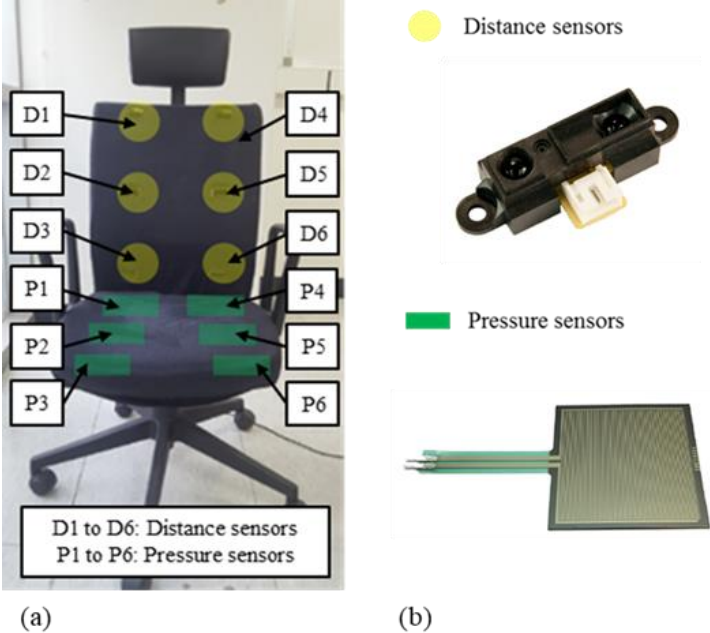 Distance sensors
D1
D4
D2
D5
D3
D6
P1
P4
Pressure sensors
P2
P5
P3
P6
D1 to D6: Distance sensors
P1 to P6: Pressure sensors
(a)
(b)